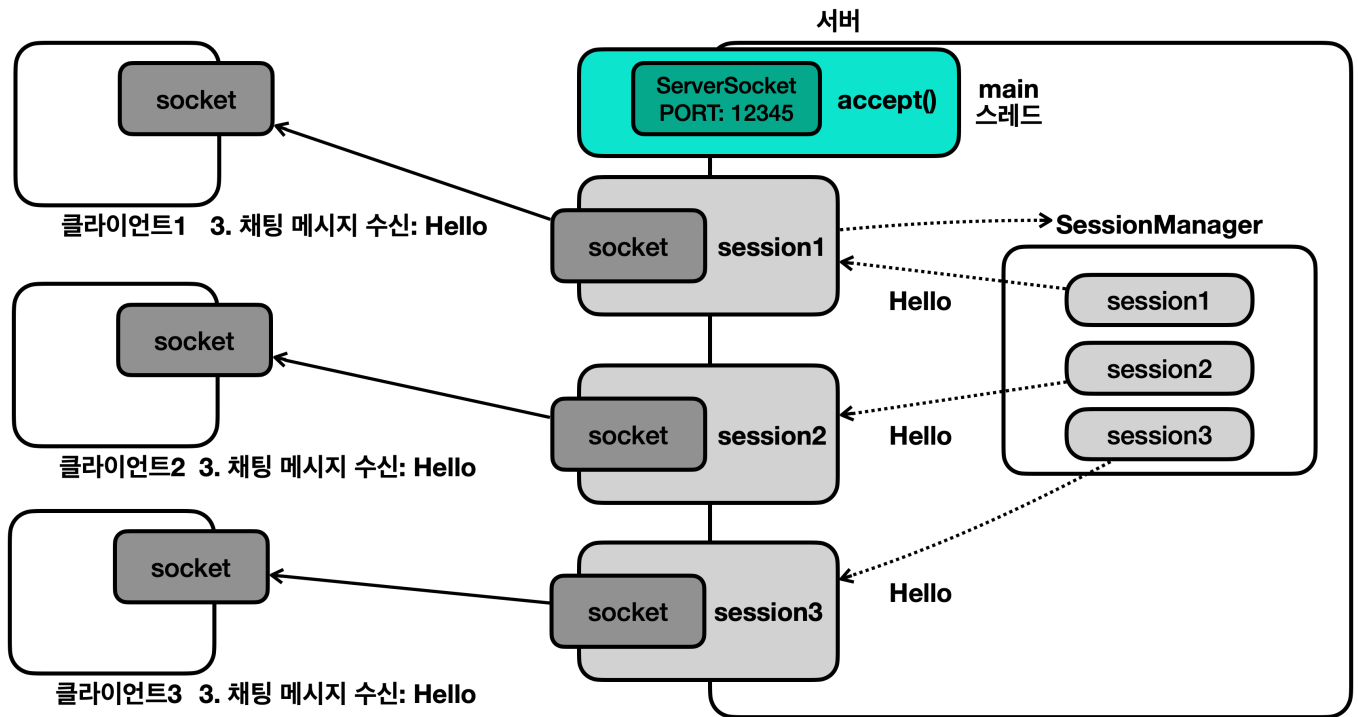 서버
socket
ServerSocket
PORT: 12345
accept()
main
스레드
클라이언트1 3. 채팅 메시지 수신: Hello
socket
session1
SessionManager
Hello
session1
socket
session2
클라이언트2 3. 채팅 메시지 수신: Hello
socket
session2
Hello
session3
socket
클라이언트3 3. 채팅 메시지 수신: Hello
socket
session3
Hello